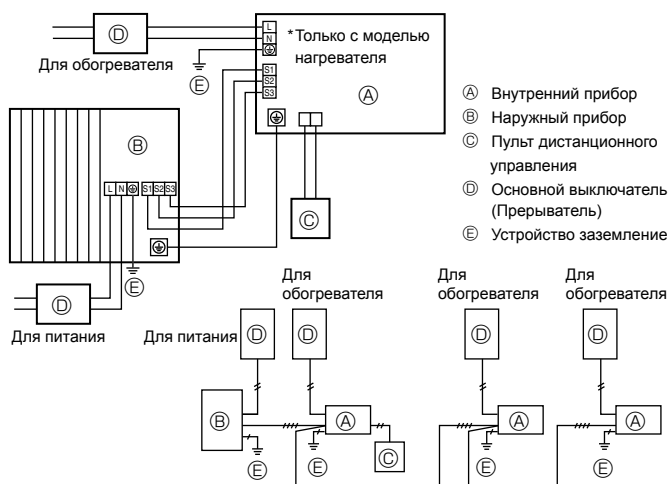 Ⓓ
Для обогревателя
L
N
Ⓔ
S1
S2
S3
*Только с моделью
нагревателя
Ⓐ
Ⓑ
L N S1 S2 S3
Ⓒ
Ⓔ
Ⓓ
Для питания
Ⓐ Внутренний прибор
Ⓑ Наружный прибор
Ⓒ Пульт дистанционного
управления
Ⓓ Основной выключатель
(Прерыватель)
Ⓔ Устройство заземление
Для питания
Для
обогревателя
Для
обогревателя
Для
обогревателя
Ⓓ Ⓓ Ⓓ Ⓓ
Ⓑ Ⓐ Ⓐ Ⓐ
Ⓔ Ⓔ Ⓒ Ⓔ Ⓔ